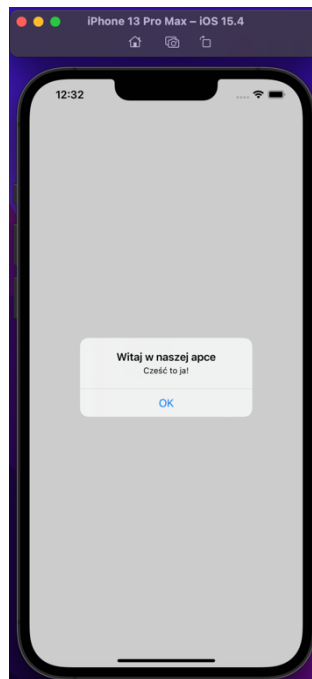 iPhone 13 Pro Max – iOS 15.4
12:32
Witaj w naszej apce
Cześć to ja!
OK